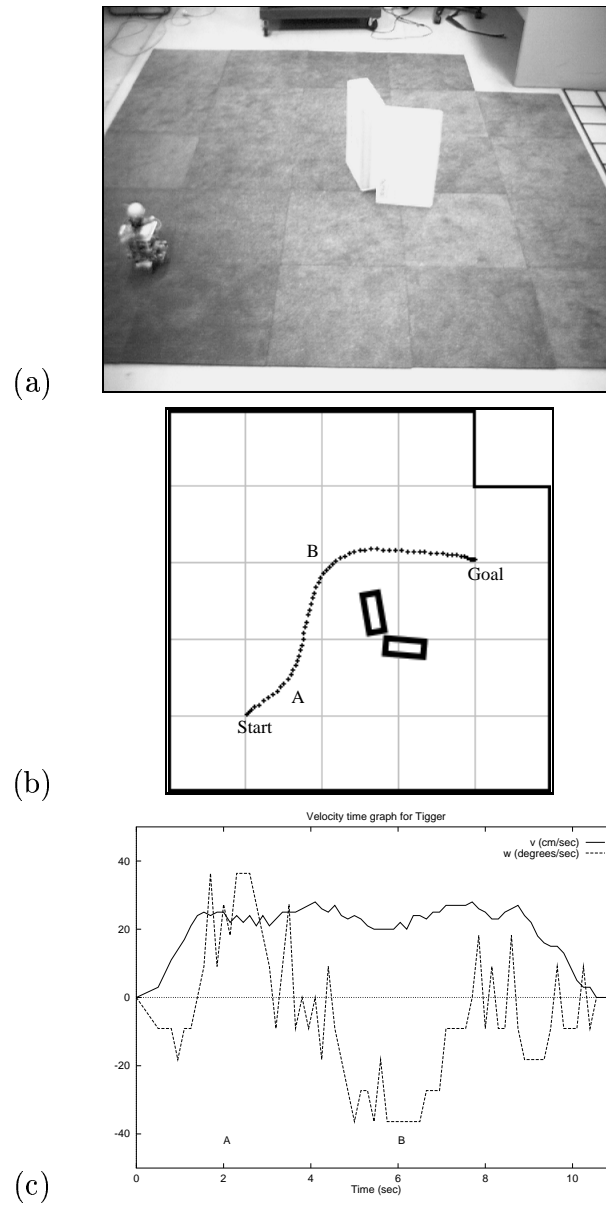 (a)
B
Goal
A
Start
(b)
Velocity time graph for Tigger
v (cm/sec)
w (degrees/sec)
40
20
0
-20
-40
A
B
0
2
4
6
8
10
Time (sec)
(c)